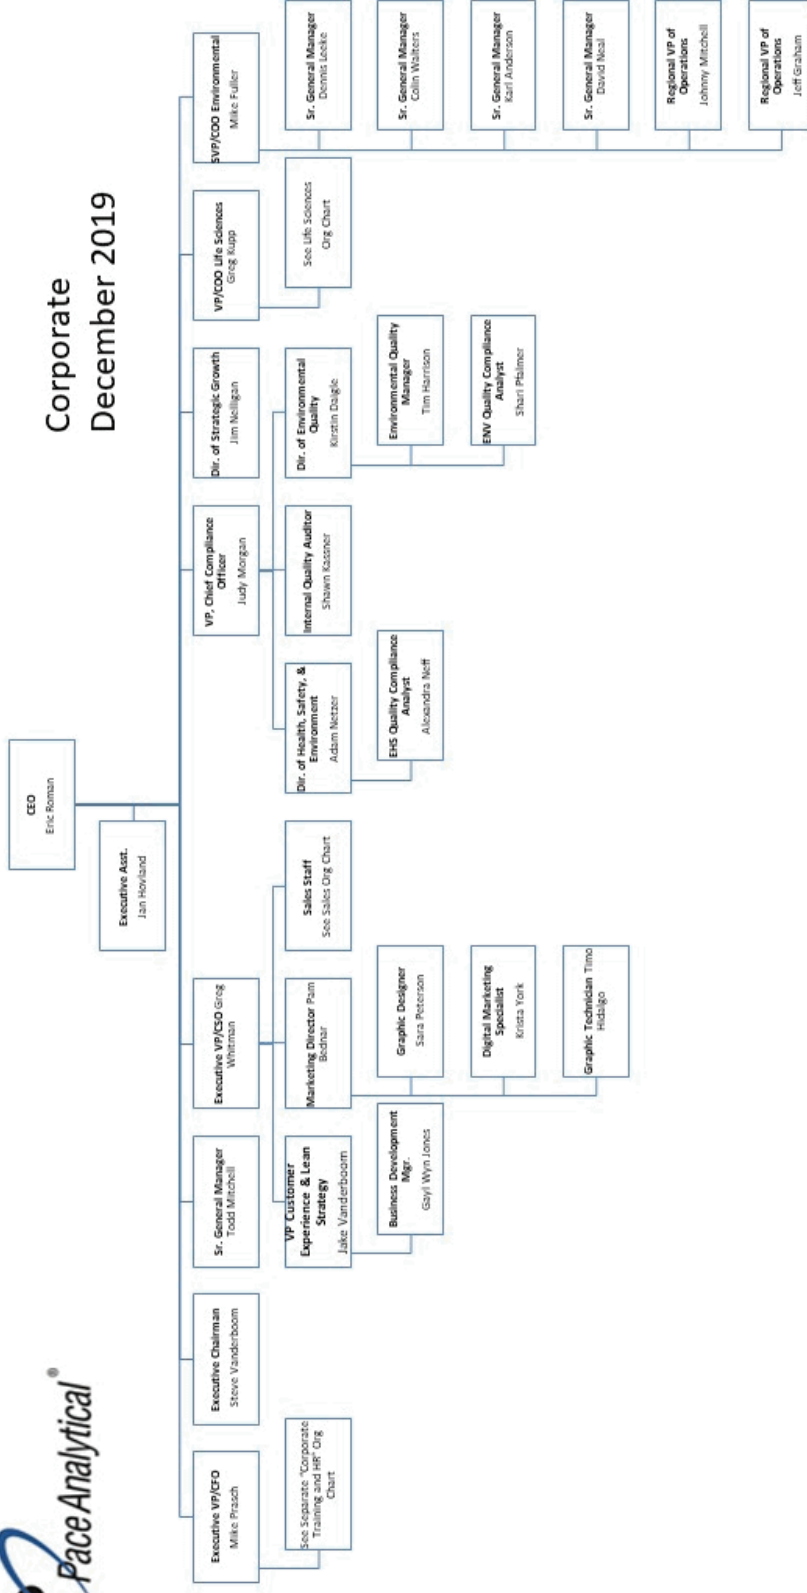 Pace Analytical®
Corporate
December 2019
CEO
Eric Roman
Executive Asst.
Jan Hovland
Executive VP/CFO
Mike Prasch
See Separate "Corporate
Training and HR" Org
Chart
Executive Chairman
Steve Vanderboom
Sr. General Manager
Todd Mitchell
Executive VP/CSO Greg
Whitman
VP Customer
Experience & Lean
Strategy
Jake Vanderboom
Business Development
Mgr.
Gayl Wyn Jones
Marketing Director Pam
Bednar
Graphic Designer
Sara Peterson
Digital Marketing
Specialist
Krista York
Graphic Technician Timo
Hidalgo
Sales Staff
See Sales Org Chart
VP, Chief Compliance
Officer
Judy Morgan
Dir. of Health, Safety, &
Environment
Adam Netzer
EHS Quality Compliance
Analyst
Alexandra Neff
Internal Quality Auditor
Shawn Kassner
Dir. of Environmental
Quality
Kirstin Daigle
Environmental Quality
Manager
Tim Harrison
ENV Quality Compliance
Analyst
Shari Pfalmer
Dir. of Strategic Growth
Jim Nelligan
VP/COO Life Sciences
Greg Kupp
See Life Sciences
Org Chart
SVP/COO Environmental
Mike Fuller
Sr. General Manager
Dennis Leeke
Sr. General Manager
Colin Walters
Sr. General Manager
Karl Anderson
Sr. General Manager
David Neal
Regional VP of
Operations
Johnny Mitchell
Regional VP of
Operations
Jeff Graham